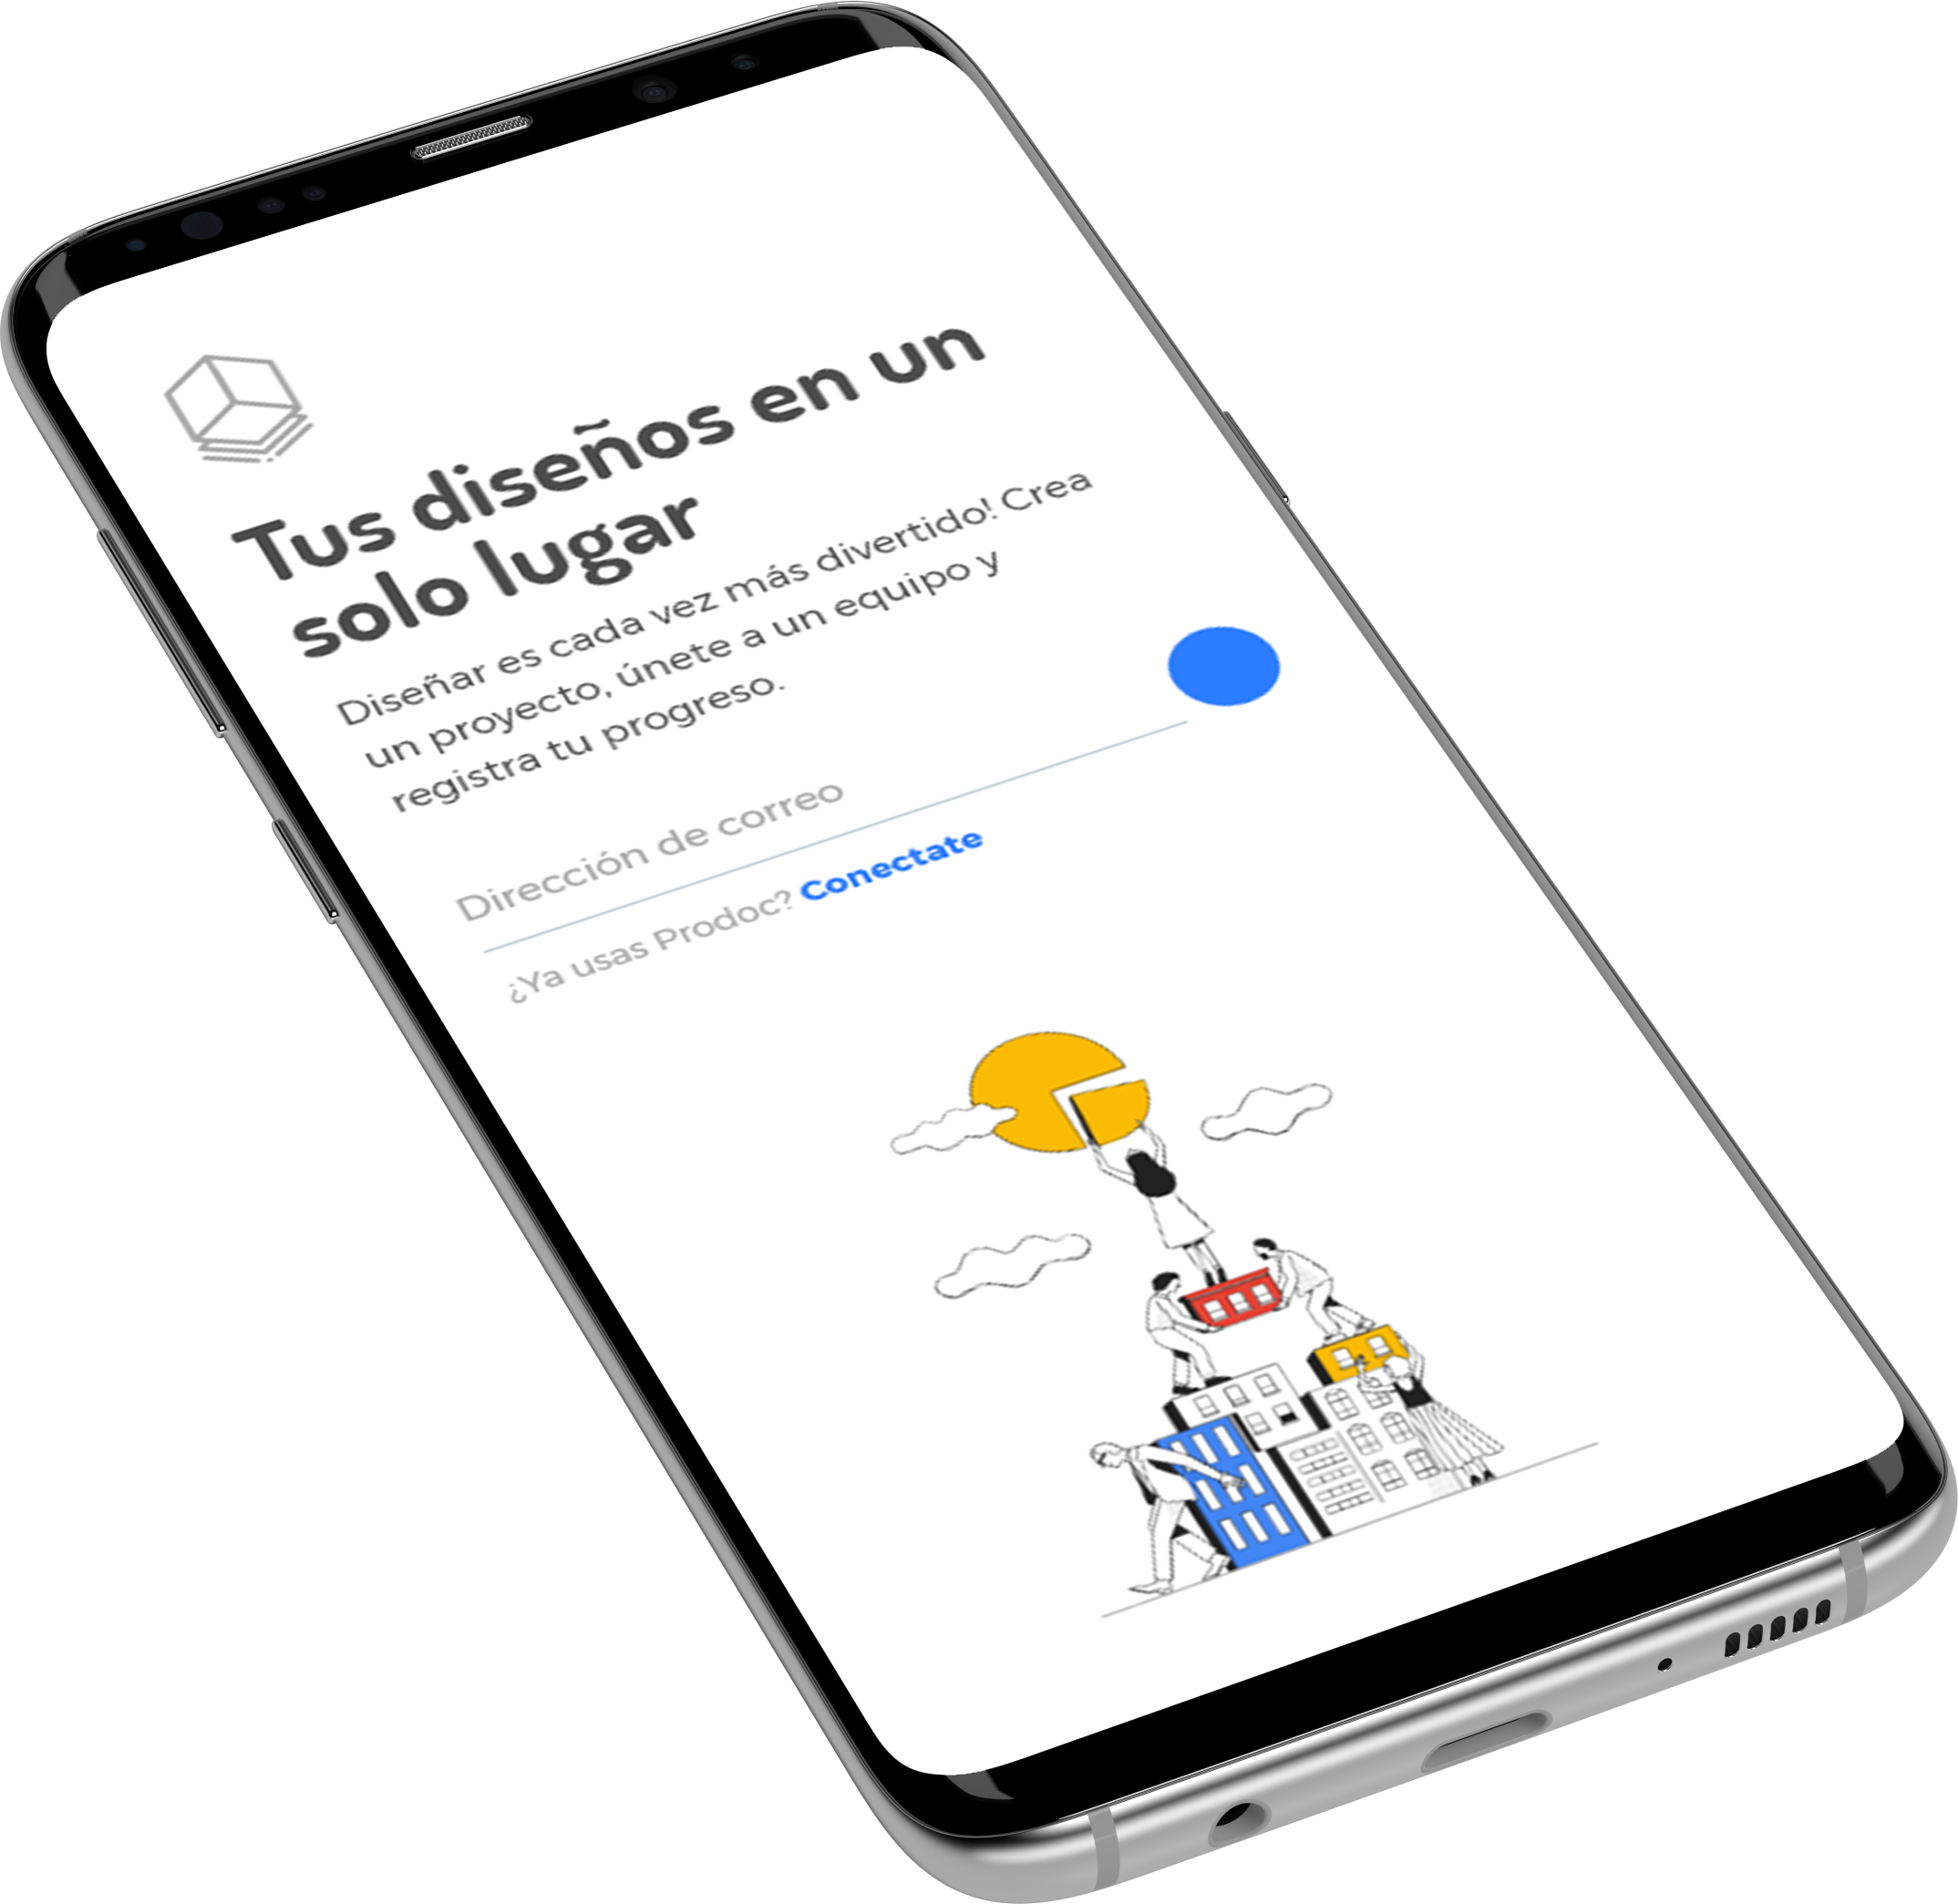 Tus diseños en un
solo lugar
Diseñar es cada vez más divertido! Crea
un proyecto, únete a un equipo y
registra tu progreso.
Dirección de correo
¿Ya usas Prodoc? Conectate